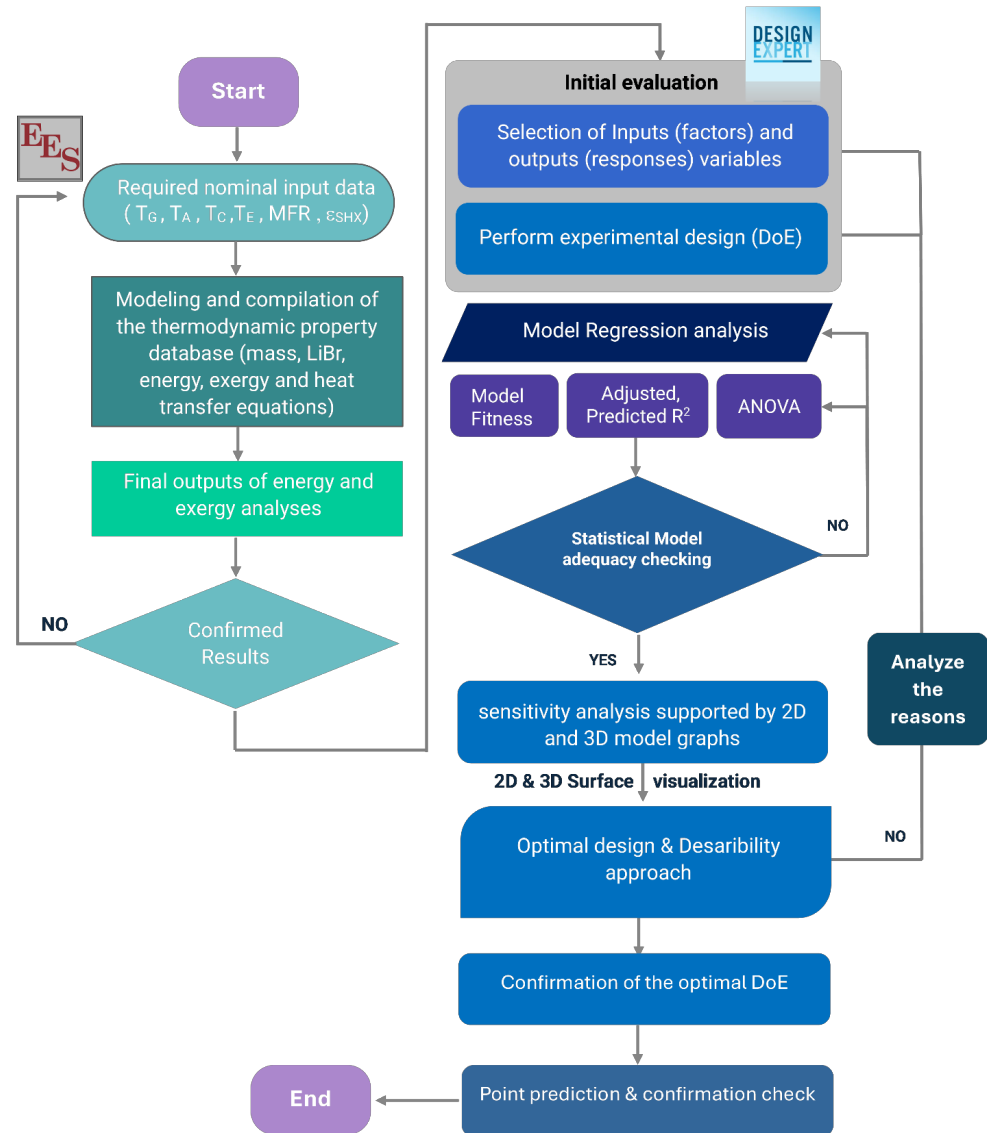 Start
EES
Required nominal input data
( T_G, T_A, T_C,T_E, MFR , ε_SHX)
Modeling and compilation of
the thermodynamic property
database (mass, LiBr,
energy, exergy and heat
transfer equations)
Final outputs of energy and
exergy analyses
NO
Confirmed
Results
DESIGN
EXPERT
Initial evaluation
Selection of Inputs (factors) and
outputs (responses) variables
Perform experimental design (DoE)
Model Regression analysis
Model
Fitness
Adjusted,
Predicted R²
ANOVA
Statistical Model
adequacy checking
NO
YES
Analyze
the
reasons
sensitivity analysis supported by 2D
and 3D model graphs
2D & 3D Surface visualization
Optimal design & Desaribility
approach
NO
Confirmation of the optimal DoE
Point prediction & confirmation check
End